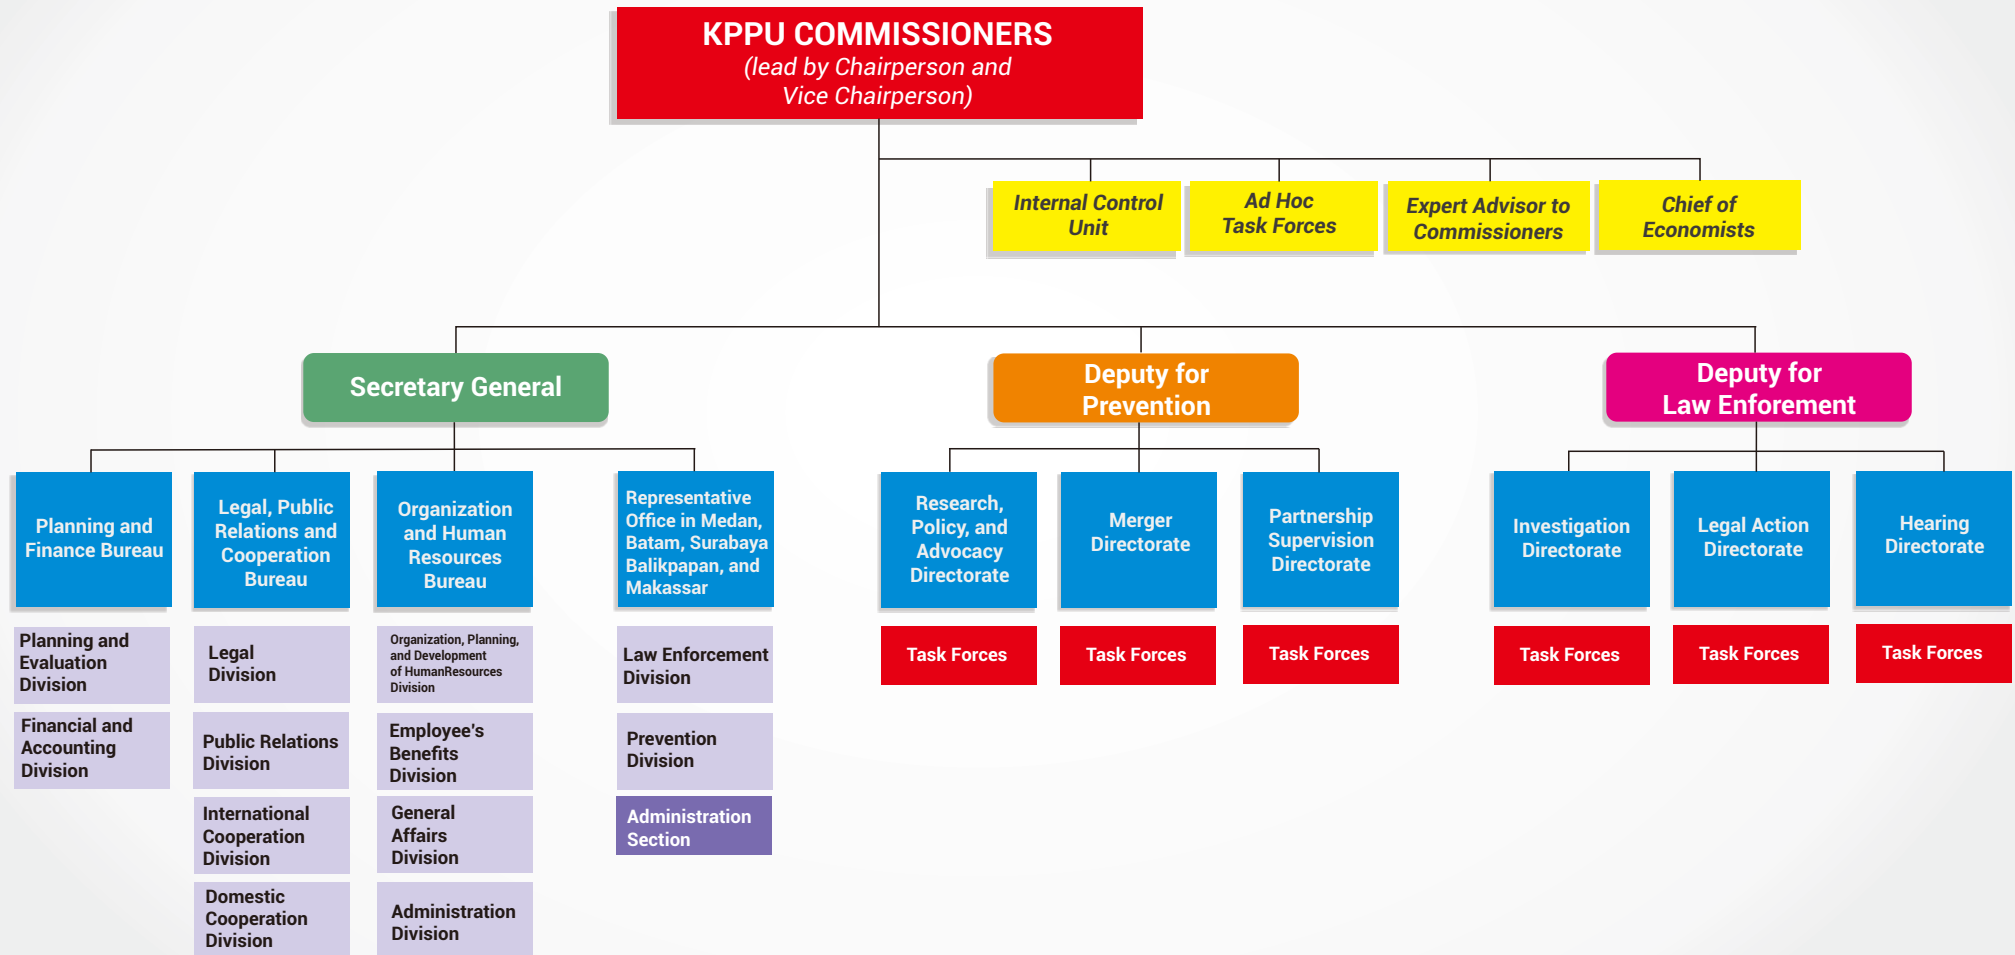 KPPU COMMISSIONERS
(lead by Chairperson and
Vice Chairperson)
Internal Control
Unit
Ad Hoc
Task Forces
Expert Advisor to
Commissioners
Chief of
Economists
Secretary General
Deputy for
Prevention
Deputy for
Law Enforement
Planning and
Finance Bureau
Legal, Public
Relations and
Cooperation
Bureau
Organization
and Human
Resources
Bureau
Representative
Office in Medan,
Batam, Surabaya
Balikpapan, and
Makassar
Research,
Policy, and
Advocacy
Directorate
Merger
Directorate
Partnership
Supervision
Directorate
Investigation
Directorate
Legal Action
Directorate
Hearing
Directorate
Planning and
Evaluation
Division
Financial and
Accounting
Division
Legal
Division
Public Relations
Division
International
Cooperation
Division
Domestic
Cooperation
Division
Organization, Planning,
and Development
of HumanResources
Division
Employee's
Benefits
Division
General
Affairs
Division
Administration
Division
Law Enforcement
Division
Prevention
Division
Administration
Section
Task Forces
Task Forces
Task Forces
Task Forces
Task Forces
Task Forces